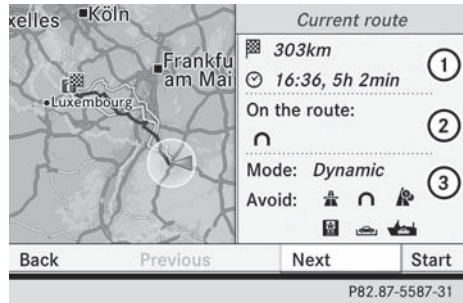 xelles
Köln
Frankfu
am Mai
Luxembourg
Current route
303km
16:36, 5h 2min
1
On the route:
2
Mode: Dynamic
3
Avoid:
Back Previous Next Start
P82.87-5587-31